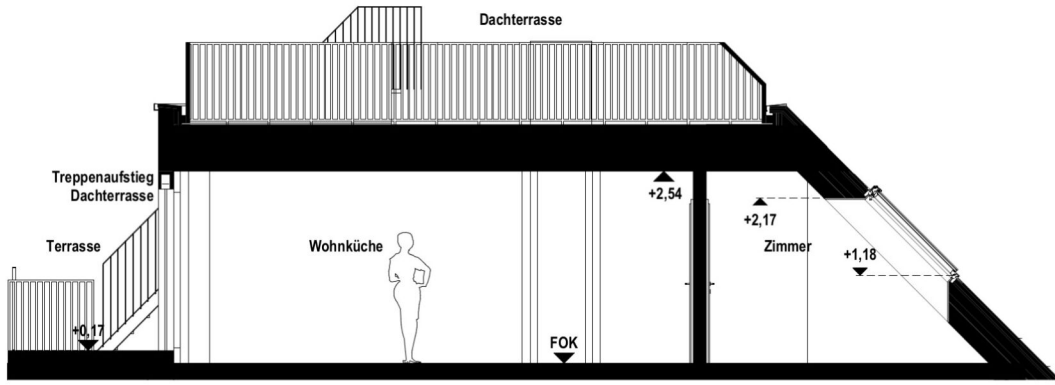 Dachterrasse
Treppenaufstieg
Dachterrasse
+2,54
+2,17
Terrasse
Wohnküche
Zimmer
+1,18
+0,17
FOK